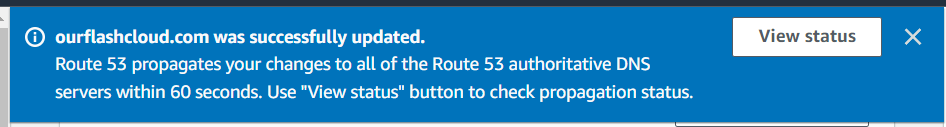 ourflashcloud.com was successfully updated.
View status
Route 53 propagates your changes to all of the Route 53 authoritative DNS
servers within 60 seconds. Use "View status" button to check propagation status.